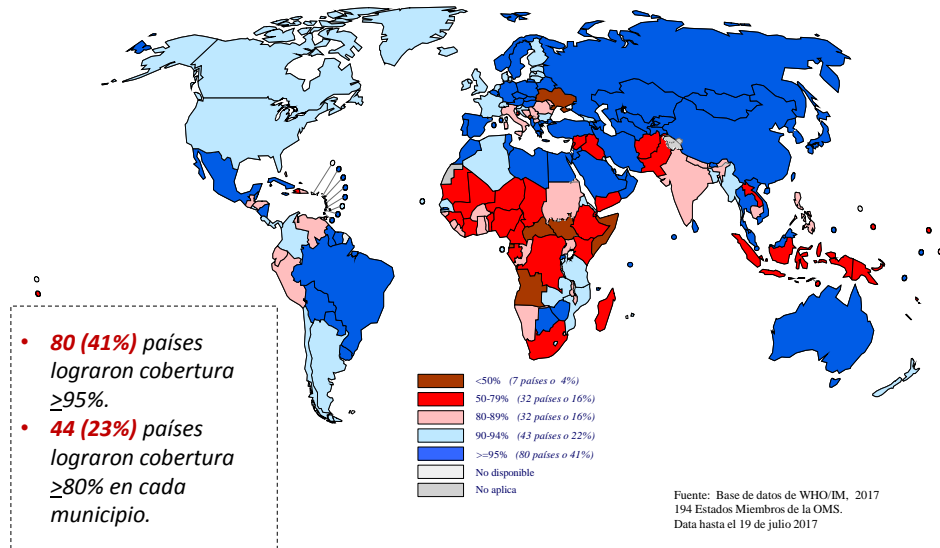 • 80 (41%) países
lograron cobertura
≥95%.
• 44 (23%) países
lograron cobertura
≥80% en cada
municipio.
<50% (7 países o 4%)
50-79% (32 países o 16%)
80-89% (32 países o 16%)
90-94% (43 países o 22%)
>=95% (80 países o 41%)
No disponible
No aplica
Fuente: Base de datos de WHO/IM, 2017
194 Estados Miembros de la OMS.
Data hasta el 19 de julio 2017